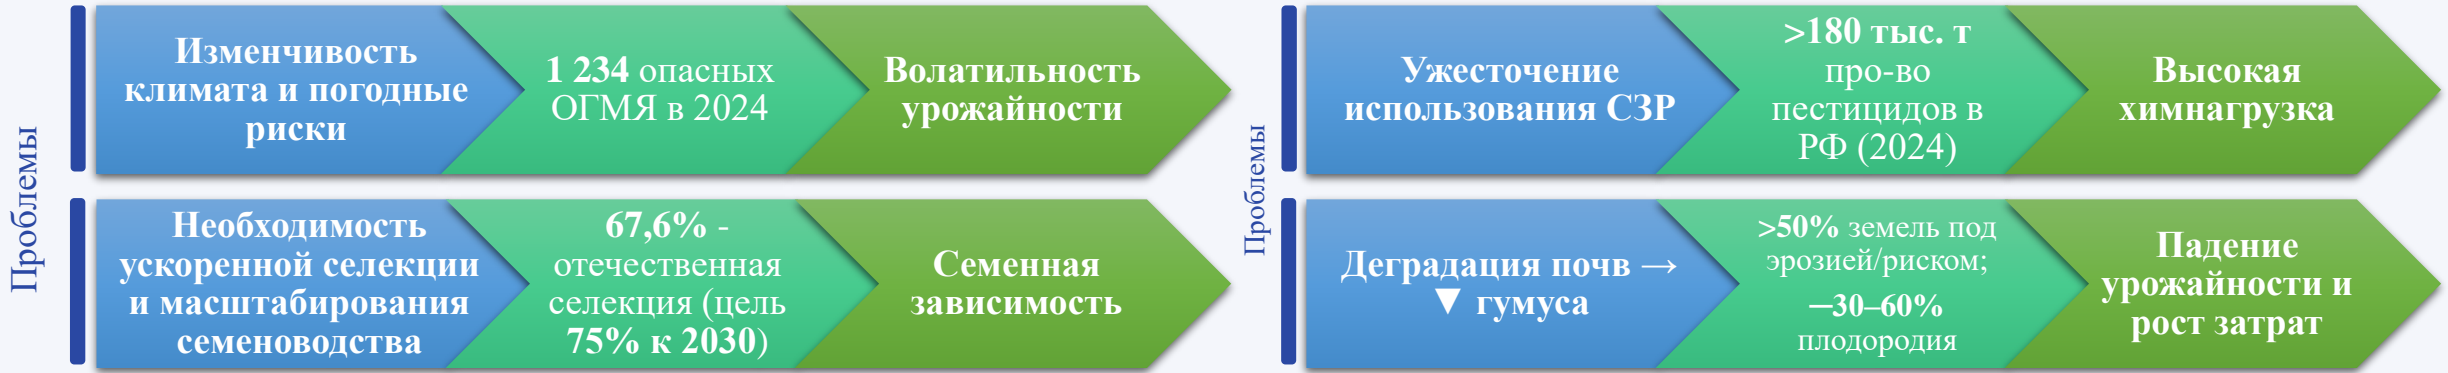 Проблемы
Изменчивость
климата и погодные
риски
1 234 опасных
ОГМЯ в 2024
Волатильность
урожайности
Необходимость
ускоренной селекции
и масштабирования
семеноводства
67,6% -
отечественная
селекция (цель
75% к 2030)
Семенная
зависимость
Проблемы
Ужесточение
использования СЗР
>180 тыс. т
про-во
пестицидов в
РФ (2024)
Высокая
химнагрузка
Деградация почв →
▼ гумуса
>50% земель под
эрозией/риском;
—30–60%
плодородия
Падение
урожайности и
рост затрат